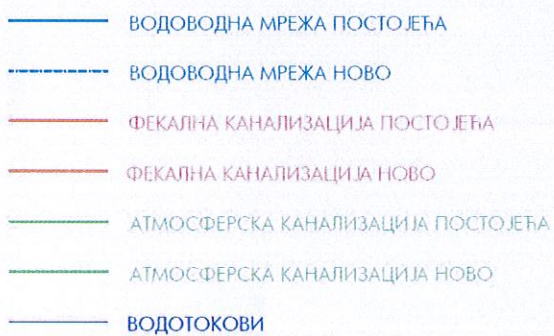 ВОДОВОДНА МРЕЖА ПОСТОЈЕЋА
ВОДОВОДНА МРЕЖА НОВО
ФЕКАЛНА КАНАЛИЗАЦИЈА ПОСТОЈЕЋА
ФЕКАЛНА КАНАЛИЗАЦИЈА НОВО
АТМОСФЕРСКА КАНАЛИЗАЦИЈА ПОСТОЈЕЋА
АТМОСФЕРСКА КАНАЛИЗАЦИЈА НОВО
ВОДОТОКОВИ